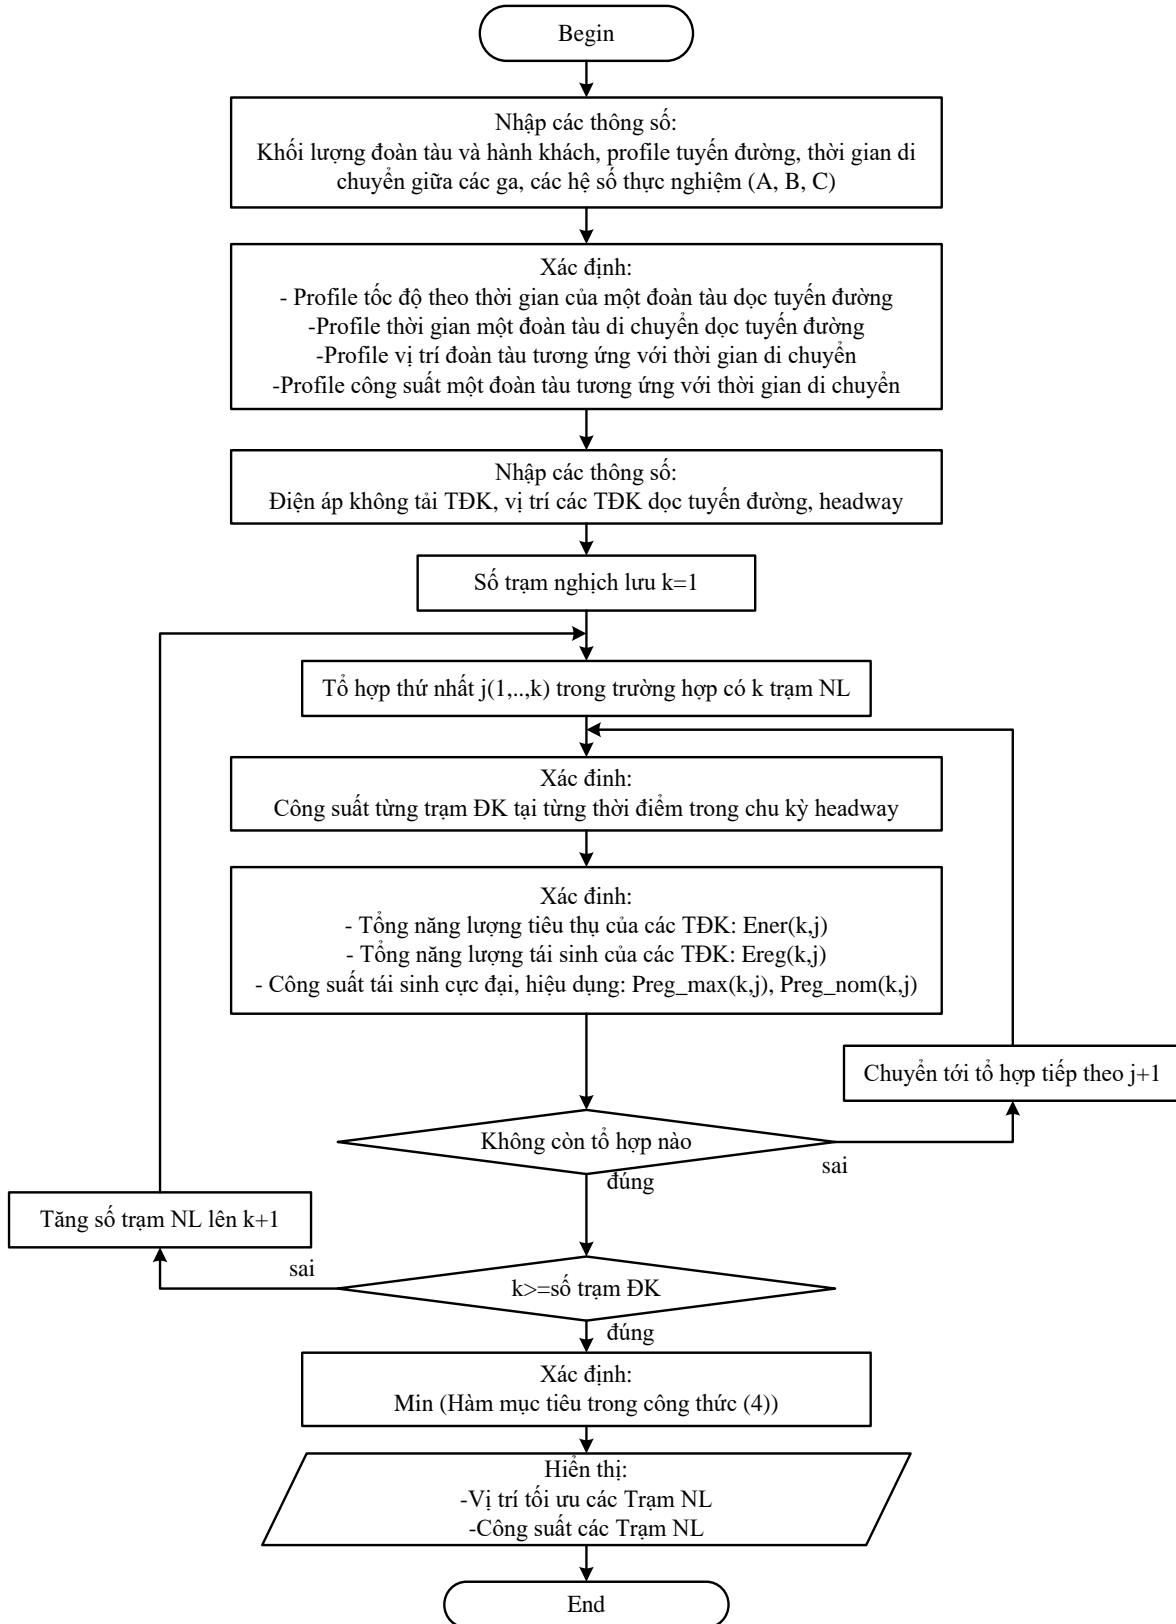 Begin
Nhập các thông số:
Khối lượng đoàn tàu và hành khách, profile tuyến đường, thời gian di
chuyển giữa các ga, các hệ số thực nghiệm (A, B, C)
Xác định:
- Profile tốc độ theo thời gian của một đoàn tàu dọc tuyến đường
-Profile thời gian một đoàn tàu di chuyển dọc tuyến đường
-Profile vị trí đoàn tàu tương ứng với thời gian di chuyển
-Profile công suất một đoàn tàu tương ứng với thời gian di chuyển
Nhập các thông số:
Điện áp không tải TĐK, vị trí các TĐK dọc tuyến đường, headway
Số trạm nghịch lưu k=1
Tổ hợp thứ nhất j(1,..,k) trong trường hợp có k trạm NL
Xác đinh:
Công suất từng trạm ĐK tại từng thời điểm trong chu kỳ headway
Xác đinh:
- Tổng năng lượng tiêu thụ của các TĐK: Ener(k,j)
- Tổng năng lượng tái sinh của các TĐK: Ereg(k,j)
- Công suất tái sinh cực đại, hiệu dụng: Preg_max(k,j), Preg_nom(k,j)
Chuyển tới tổ hợp tiếp theo j+1
Không còn tổ hợp nào
sai
đúng
Tăng số trạm NL lên k+1
sai
k>=số trạm ĐK
đúng
Xác định:
Min (Hàm mục tiêu trong công thức (4))
Hiển thị:
-Vị trí tối ưu các Trạm NL
-Công suất các Trạm NL
End